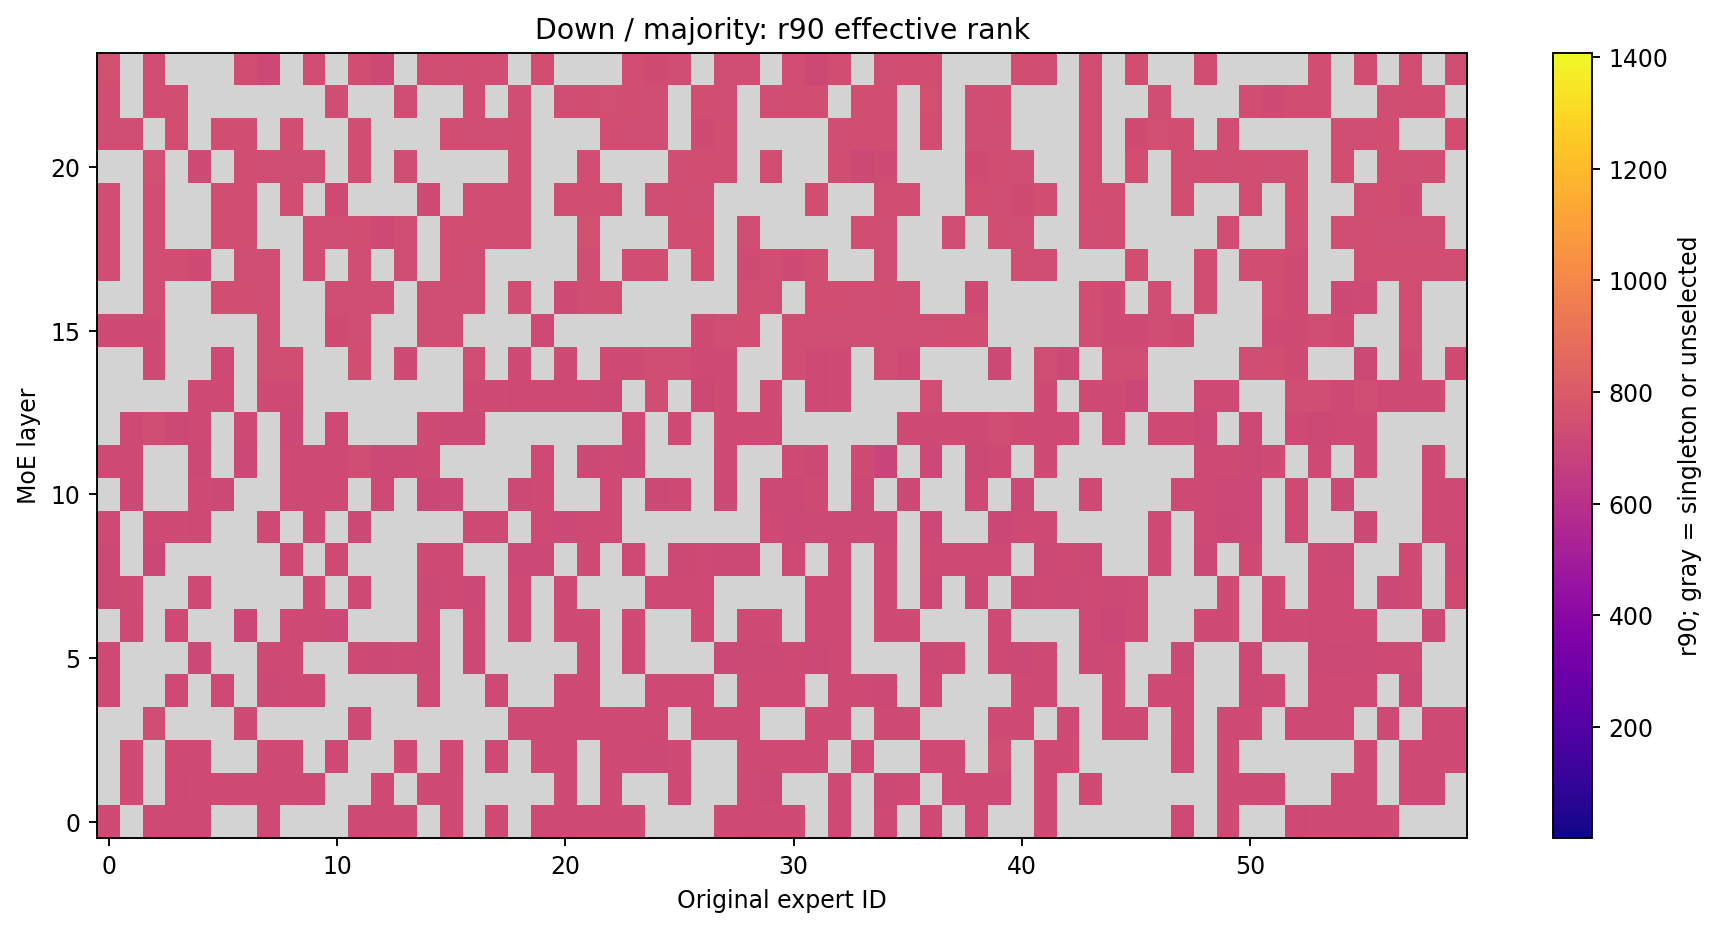 Down / majority: r90 effective rank
MoE layer
20
15
10
5
0
0 10 20 30 40 50
Original expert ID
1400
1200
1000
800
600
400
200
r90; gray = singleton or unselected